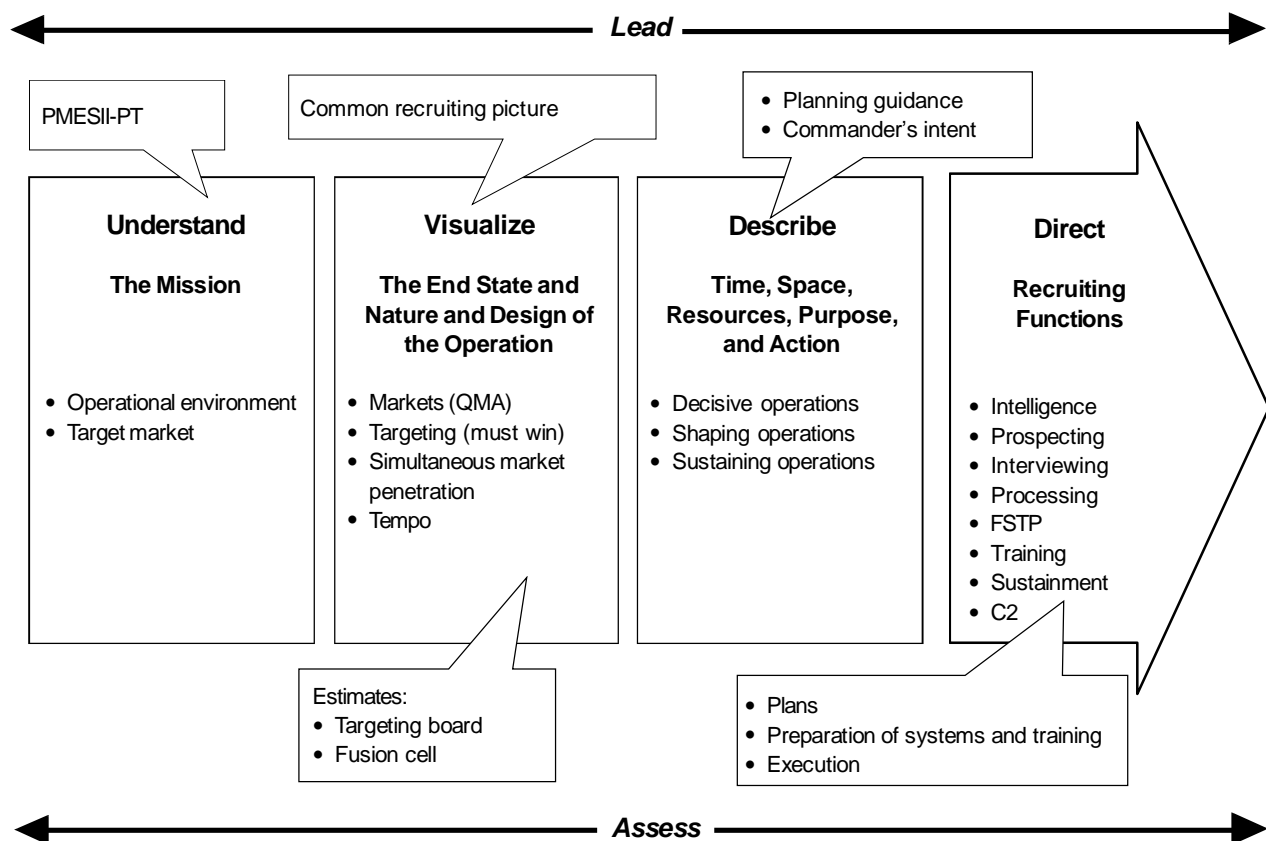 Lead
PMESII-PT
Common recruiting picture
• Planning guidance
• Commander's intent
Understand
The Mission
• Operational environment
• Target market
Visualize
The End State and
Nature and Design of
the Operation
• Markets (QMA)
• Targeting (must win)
• Simultaneous market
penetration
• Tempo
Describe
Time, Space,
Resources, Purpose,
and Action
• Decisive operations
• Shaping operations
• Sustaining operations
Direct
Recruiting
Functions
• Intelligence
• Prospecting
• Interviewing
• Processing
• FSTP
• Training
• Sustainment
• C2
Estimates:
• Targeting board
• Fusion cell
• Plans
• Preparation of systems and training
• Execution
Assess